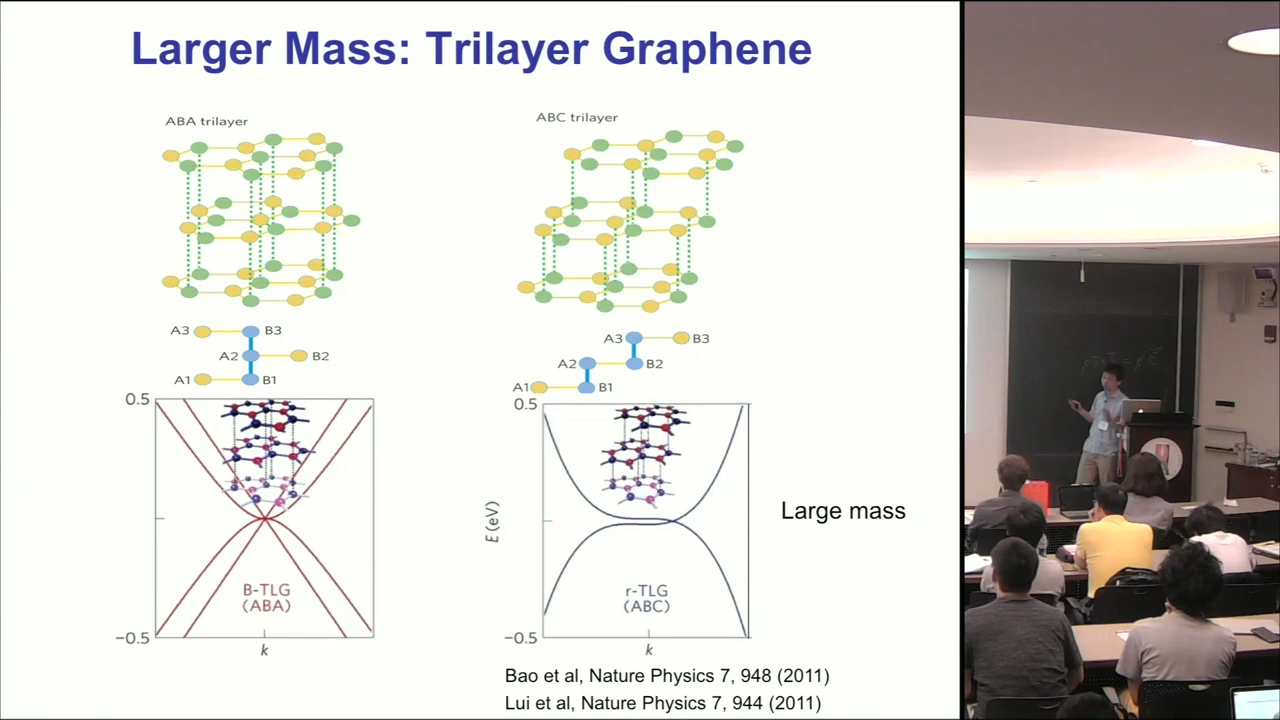 Larger Mass: Trilayer Graphene
ABA trilayer
ABC trilayer
A3 B3
A2 B2
A1 B1
A3 B3
A2 B2
A1 B1
0.5
B-TLG
(ABA)
−0.5
k
0.5
E (eV)
r-TLG
(ABC)
−0.5
k
Large mass
Bao et al, Nature Physics 7, 948 (2011)
Lui et al, Nature Physics 7, 944 (2011)